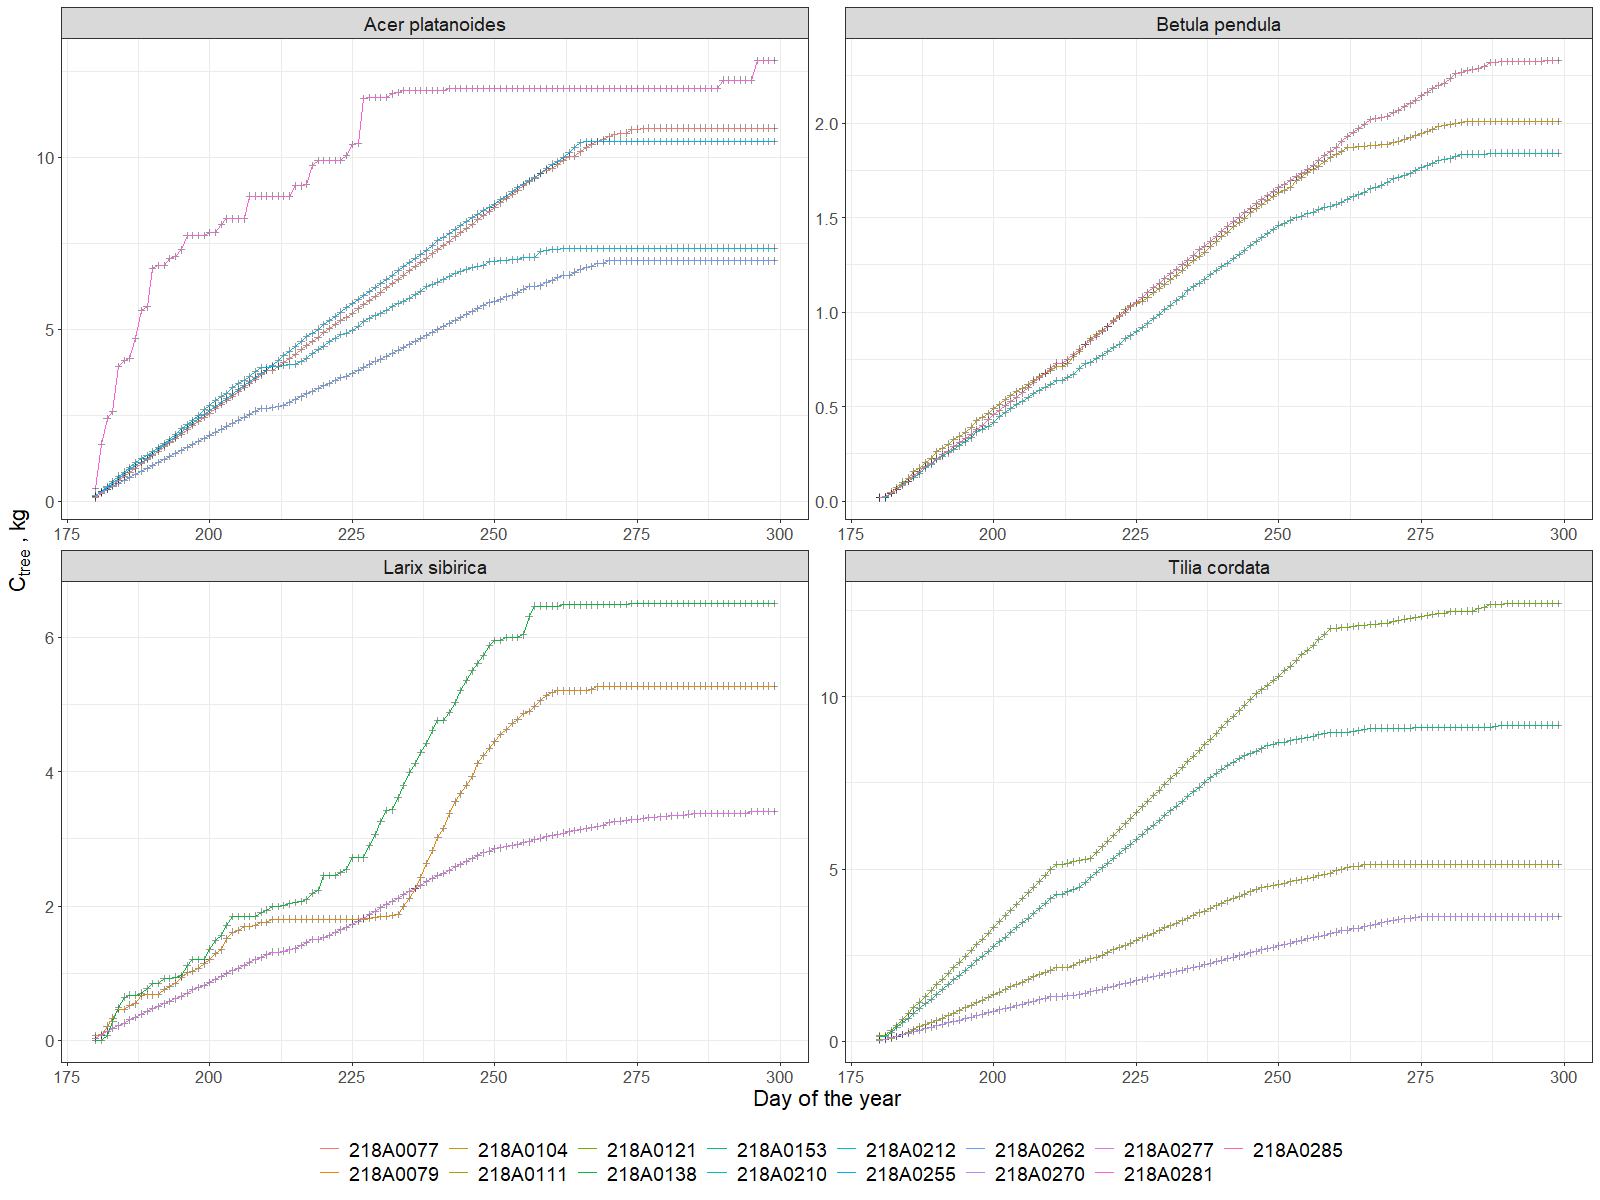 Acer platanoides
Betula pendula
10
5
0
2.0
1.5
1.0
0.5
0.0
175 200 225 250 275 300
175 200 225 250 275 300
Larix sibirica
Tilia cordata
6
4
2
0
10
5
0
175 200 225 250 275 300
175 200 225 250 275 300
Ctree , kg
Day of the year
218A0077 218A0104 218A0121 218A0153 218A0212 218A0262 218A0277 218A0285
218A0079 218A0111 218A0138 218A0210 218A0255 218A0270 218A0281